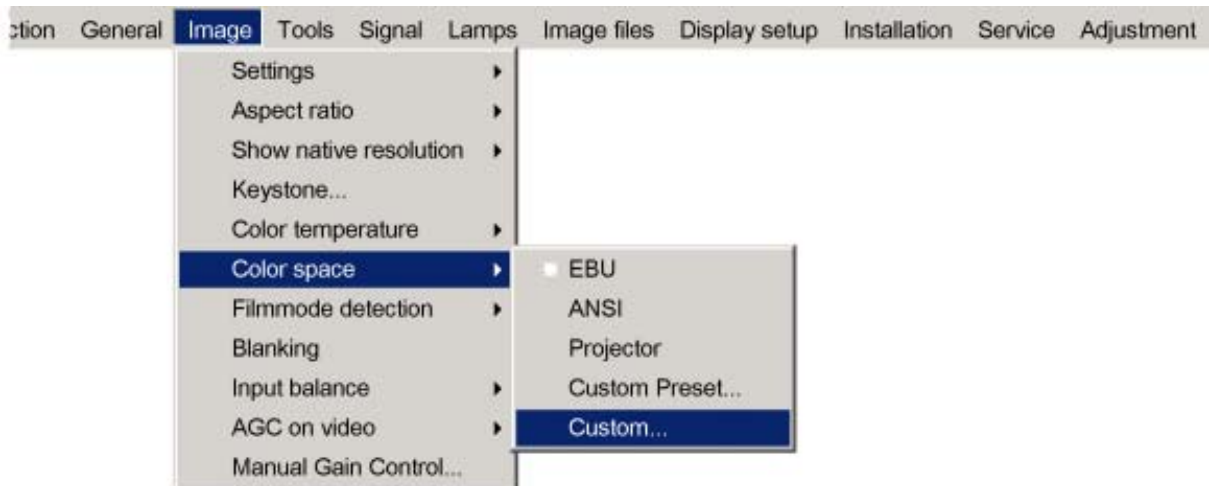 ction General Image Tools Signal Lamps Image files Display setup Installation Service Adjustment
Settings
Aspect ratio
Show native resolution
Keystone...
Color temperature
Color space
EBU
Filmmode detection
ANSI
Blanking
Projector
Input balance
Custom Preset...
AGC on video
Custom...
Manual Gain Control...